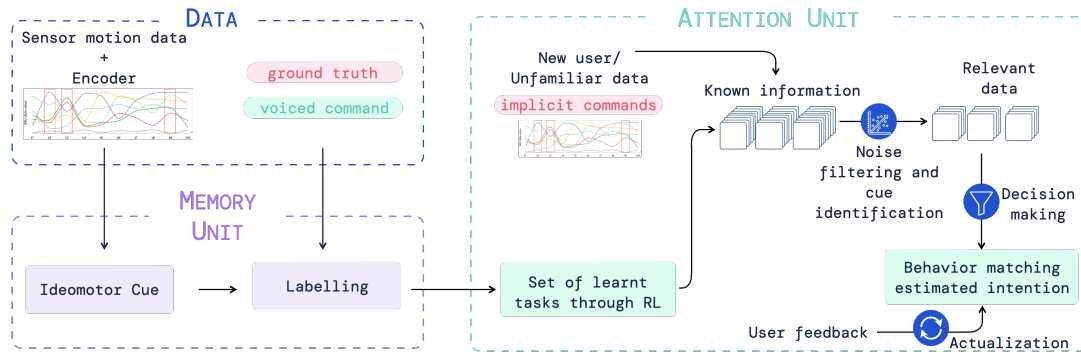 DATA
Sensor motion data
+
Encoder
ground truth
voiced command
MEMORY
UNIT
Ideomotor Cue
Labelling
ATTENTION UNIT
New user/
Unfamiliar data
implicit commands
Known information
Relevant
data
Noise
filtering and
cue
identification
Decision
making
Set of learnt
tasks through RL
Behavior matching
estimated intention
User feedback
Actualization